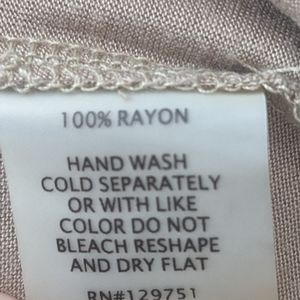 100% RAYON
HAND WASH
COLD SEPARATELY
OR WITH LIKE
COLOR DO NOT
BLEACH RESHAPE
AND DRY FLAT
RN#129751